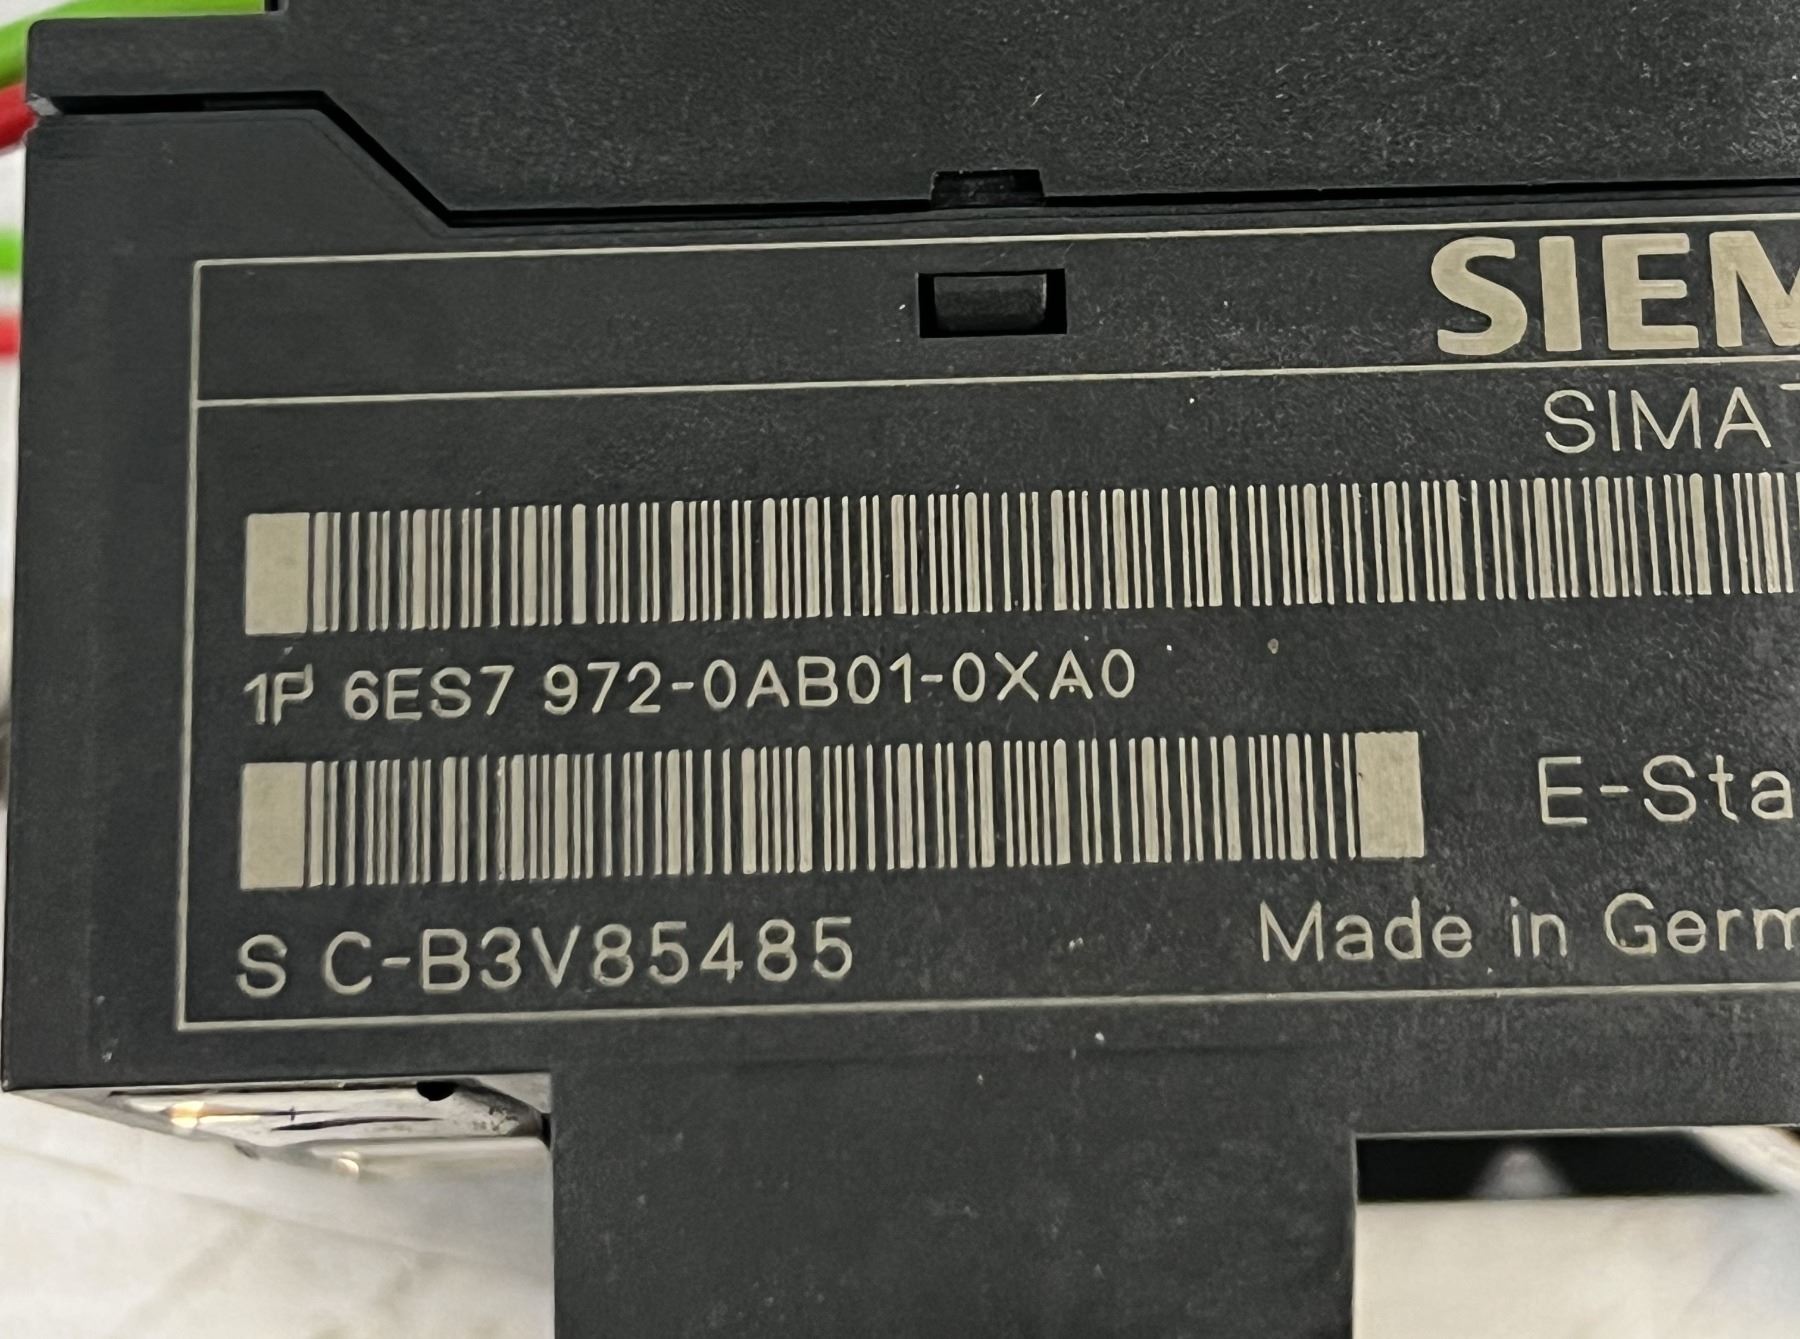 SIEM
SIMAT
1P 6ES7 972-0AB01-0XA0
E-Sta
S C-B3V85485
Made in Germ